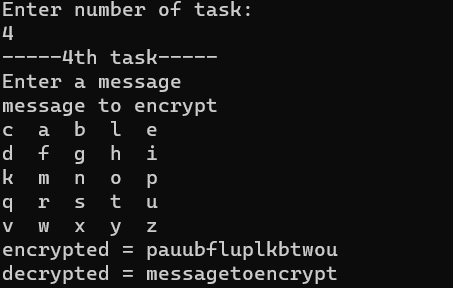 Enter number of task:
4
-----4th task-----
Enter a message
message to encrypt
c  a  b  l  e
d  f  g  h  i
k  m  n  o  p
q  r  s  t  u
v  w  x  y  z
encrypted = pauubfluplkbtwou
decrypted = messagetoencrypt